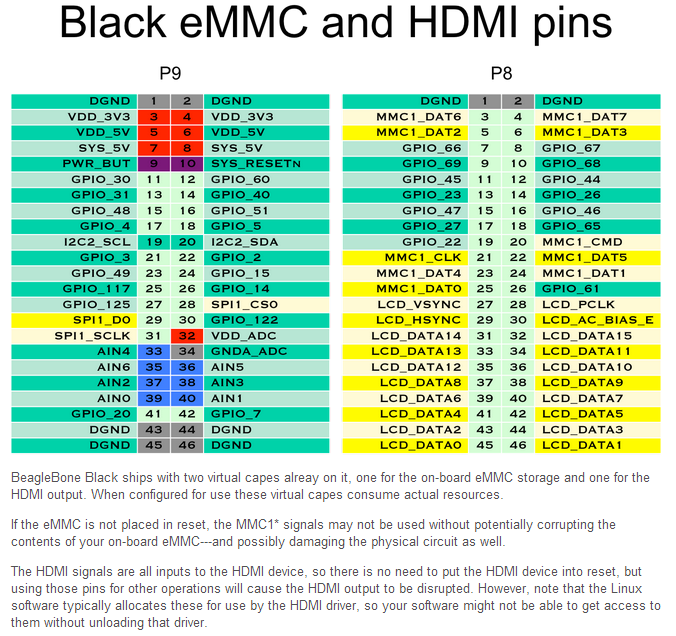 Black eMMC and HDMI pins
P9 P8
DGND 1 2 DGND DGND 1 2 DGND
VDD_3V3 3 4 VDD_3V3 MMC1_DAT6 3 4 MMC1_DAT7
VDD_5V 5 6 VDD_5V MMC1_DAT2 5 6 MMC1_DAT3
SYS_5V 7 8 SYS_5V GPIO_66 7 8 GPIO_67
PWR_BUT 9 10 SYS_RESETN GPIO_69 9 10 GPIO_68
GPIO_30 11 12 GPIO_60 GPIO_45 11 12 GPIO_44
GPIO_31 13 14 GPIO_40 GPIO_23 13 14 GPIO_26
GPIO_48 15 16 GPIO_51 GPIO_47 15 16 GPIO_46
GPIO_4 17 18 GPIO_5 GPIO_27 17 18 GPIO_65
I2C2_SCL 19 20 I2C2_SDA GPIO_22 19 20 MMC1_CMD
GPIO_3 21 22 GPIO_2 MMC1_CLK 21 22 MMC1_DAT5
GPIO_49 23 24 GPIO_15 MMC1_DAT4 23 24 MMC1_DAT1
GPIO_117 25 26 GPIO_14 MMC1_DAT0 25 26 GPIO_61
GPIO_125 27 28 SPI1_CS0 LCD_VSYNC 27 28 LCD_PCLK
SPI1_D0 29 30 GPIO_122 LCD_HSYNC 29 30 LCD_AC_BIAS_E
SPI1_SCLK 31 32 VDD_ADC LCD_DATA14 31 32 LCD_DATA15
AIN4 33 34 GNDA_ADC LCD_DATA13 33 34 LCD_DATA11
AIN6 35 36 AIN5 LCD_DATA12 35 36 LCD_DATA10
AIN2 37 38 AIN3 LCD_DATA8 37 38 LCD_DATA9
AIN0 39 40 AIN1 LCD_DATA6 39 40 LCD_DATA7
GPIO_20 41 42 GPIO_7 LCD_DATA4 41 42 LCD_DATA5
DGND 43 44 DGND LCD_DATA2 43 44 LCD_DATA3
DGND 45 46 DGND LCD_DATA0 45 46 LCD_DATA1
BeagleBone Black ships with two virtual capes alreay on it, one for the on-board eMMC storage and one for the
HDMI output. When configured for use these virtual capes consume actual resources.
If the eMMC is not placed in reset, the MMC1* signals may not be used without potentially corrupting the
contents of your on-board eMMC---and possibly damaging the physical circuit as well.
The HDMI signals are all inputs to the HDMI device, so there is no need to put the HDMI device into reset, but
using those pins for other operations will cause the HDMI output to be disrupted. However, note that the Linux
software typically allocates these for use by the HDMI driver, so your software might not be able to get access to
them without unloading that driver.